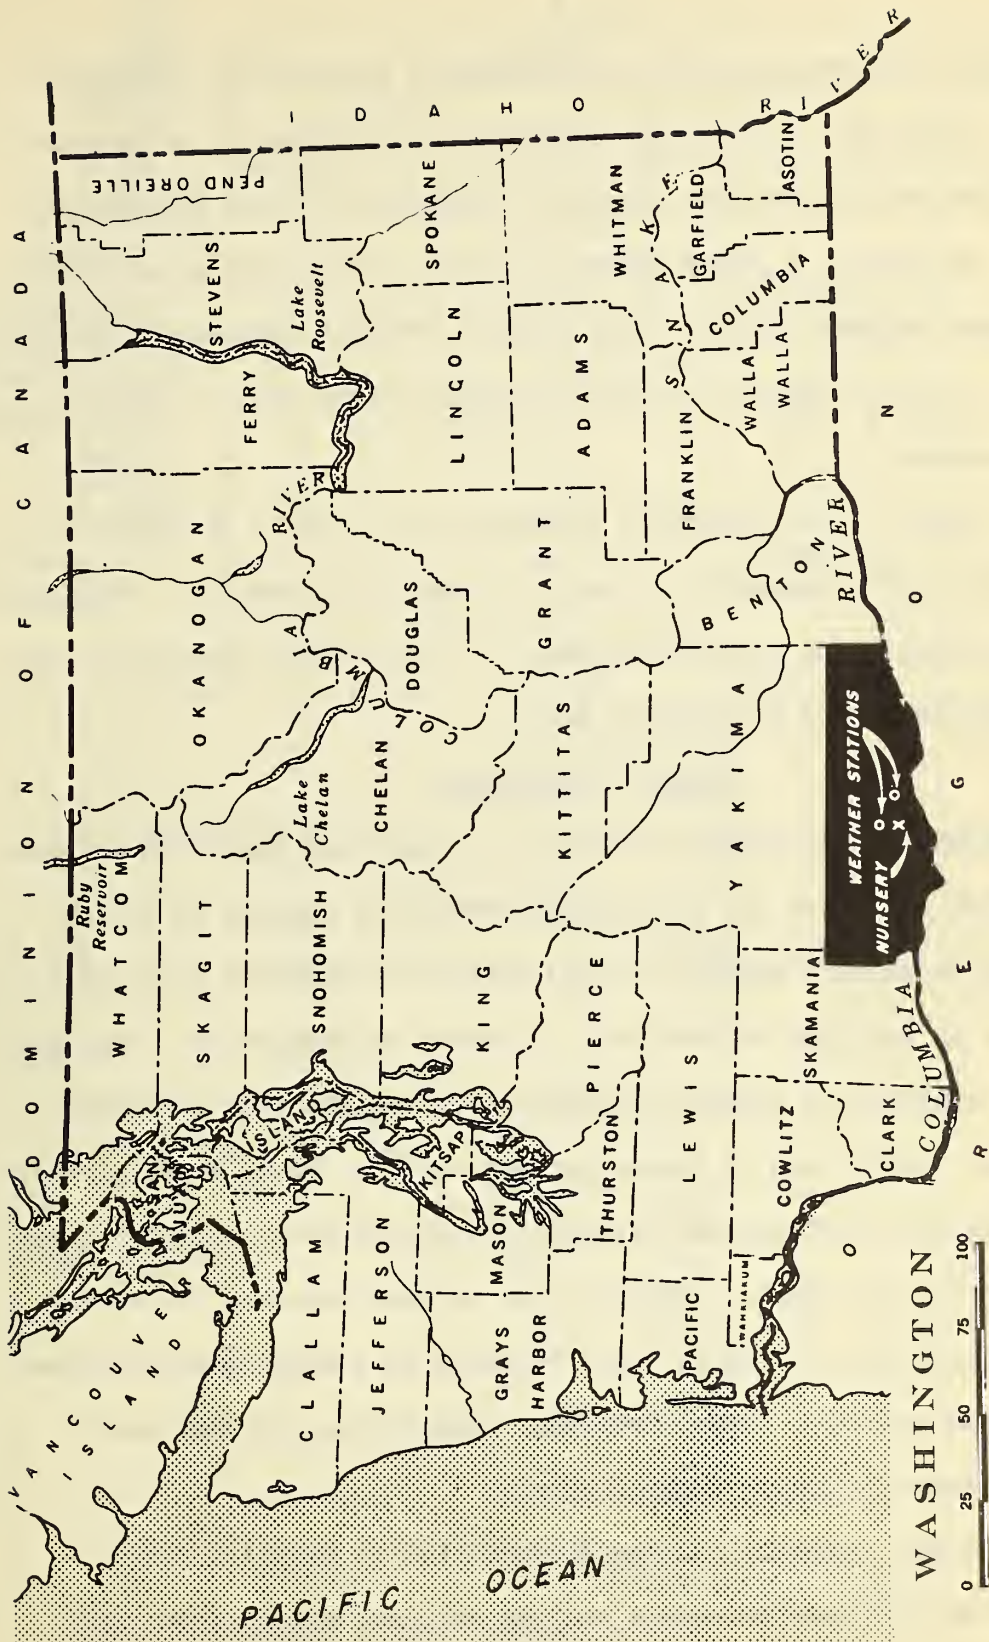 DOMINION OF CANADA
VANCOUVER
ISLAND
PACIFIC OCEAN
SAN
JUAN
ISLAND
WHATCOM
Ruby
Reservoir
SKAGIT
SNOHOMISH
OKANOGAN
Lake
Chelan
CHELAN
DOUGLAS
COLUMBIA
RIVER
FERRY
STEVENS
Lake
Roosevelt
PEND OREILLE
IDAHO
CLALLAM
JEFFERSON
KITSAP
KING
MASON
GRAYS
HARBOR
KITTITAS
GRANT
LINCOLN
SPOKANE
ADAMS
WHITMAN
THURSTON
PIERCE
PACIFIC
LEWIS
YAKIMA
BENTON
FRANKLIN
SNAKE
RIVER
GARFIELD
COLUMBIA
WALLA
WALLA
ASOTIN
WAHKIAKUM
COWLITZ
SKAMANIA
CLARK
WEATHER STATIONS
NURSERY
X
COLUMBIA
RIVER
OREGON
WASHINGTON
0 25 50 75 100